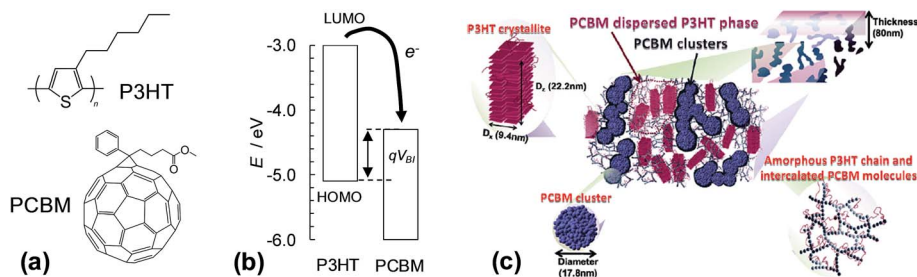 S
n
P3HT
O
O
PCBM
(a)
LUMO
-3.0
e⁻
-4.0
E / eV
qV_BI
-5.0
HOMO
-6.0
P3HT
PCBM
(b)
(c)
P3HT crystallite
D_z (22.2nm)
D_x (9.4nm)
PCBM dispersed P3HT phase
PCBM clusters
Thickness
(80nm)
PCBM cluster
Diameter
(17.8nm)
Amorphous P3HT chain and
intercalated PCBM molecules